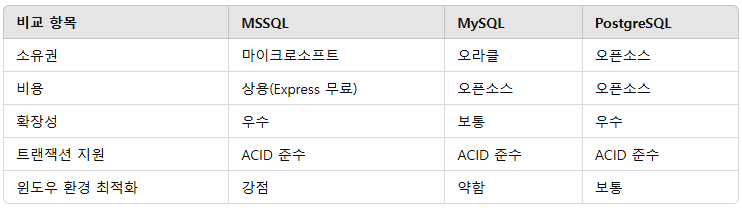 비교 항목 MSSQL MySQL PostgreSQL
소유권 마이크로소프트 오라클 오픈소스
비용 상용(Express 무료) 오픈소스 오픈소스
확장성 우수 보통 우수
트랜잭션 지원 ACID 준수 ACID 준수 ACID 준수
윈도우 환경 최적화 강점 약함 보통